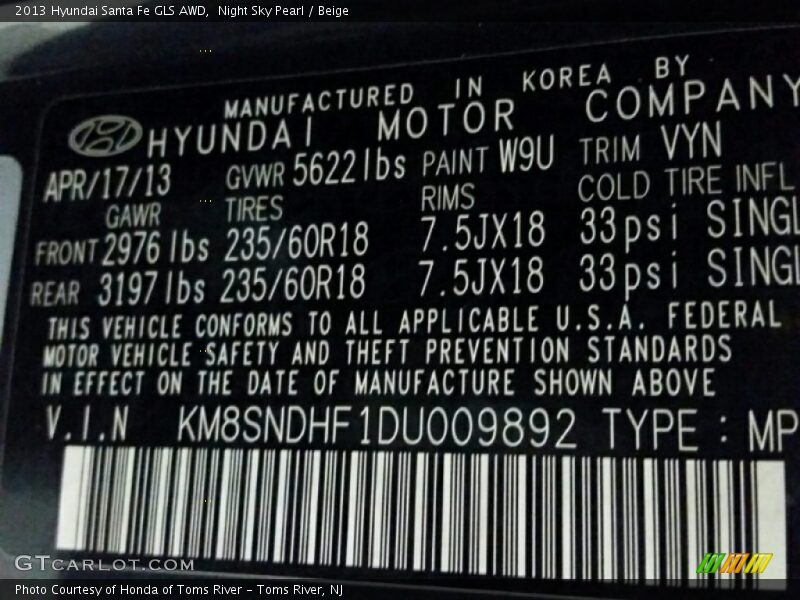 2013 Hyundai Santa Fe GLS AWD,  Night Sky Pearl / Beige
MANUFACTURED IN KOREA BY
HYUNDAI MOTOR COMPANY
APR/17/13 GVWR 5622lbs PAINT W9U TRIM VYN
GAWR TIRES RIMS COLD TIRE INFL
FRONT 2976 lbs 235/60R18 7.5JX18 33psi SINGL
REAR 3197lbs 235/60R18 7.5JX18 33psi SINGL
THIS VEHICLE CONFORMS TO ALL APPLICABLE U.S.A. FEDERAL
MOTOR VEHICLE SAFETY AND THEFT PREVENTION STANDARDS
IN EFFECT ON THE DATE OF MANUFACTURE SHOWN ABOVE
V.I.N KM8SNDHF1DU009892 TYPE : MP
GTCARLOT.COM
Photo Courtesy of Honda of Toms River – Toms River, NJ